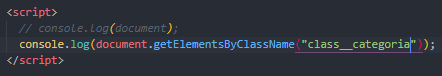 <script>
// console.log(document);
console.log(document.getElementsByClassName("class__categoria"));
</script>